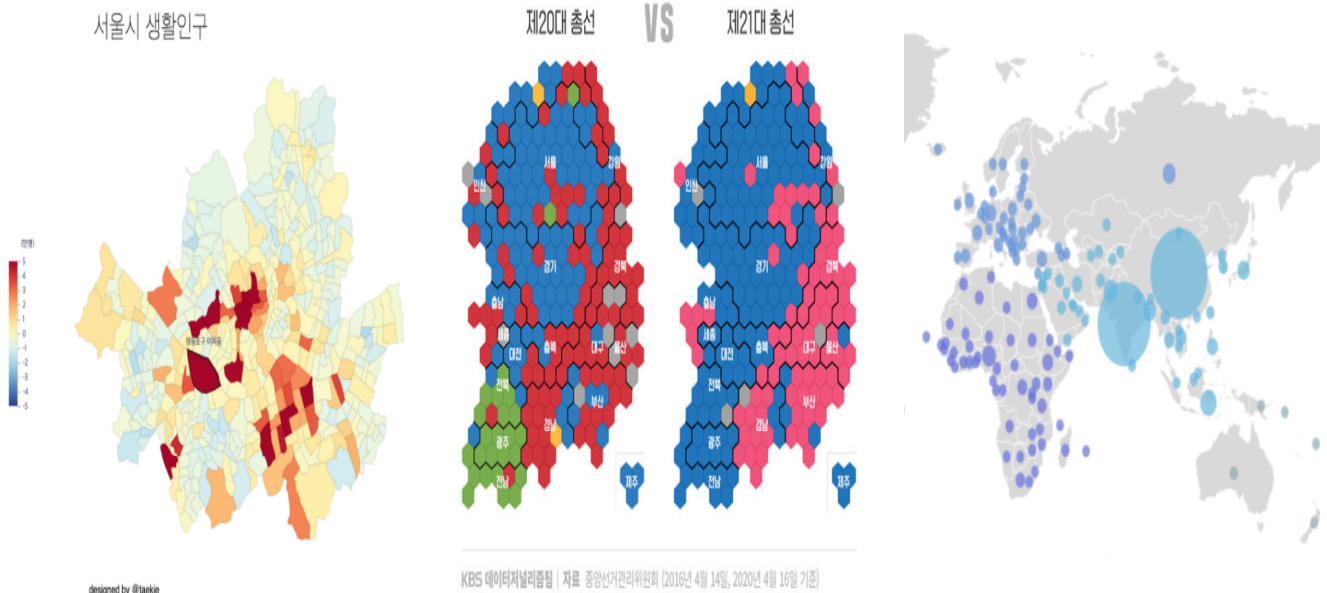 서울시 생활인구
(만명)
5
4
3
2
1
0
-1
-2
-3
-4
-5
영등포구 여의동
designed by @taekie
제20대 총선
VS
제21대 총선
서울
강원
인천
경기
경북
충남
세종
대전
충북
대구
울산
전북
부산
경남
광주
전남
제주
서울
강원
인천
경기
경북
충남
세종
대전
충북
대구
울산
전북
부산
경남
광주
전남
제주
KBS 데이터저널리즘팀 | 자료 중앙선거관리위원회 (2016년 4월 14일, 2020년 4월 16일 기준)